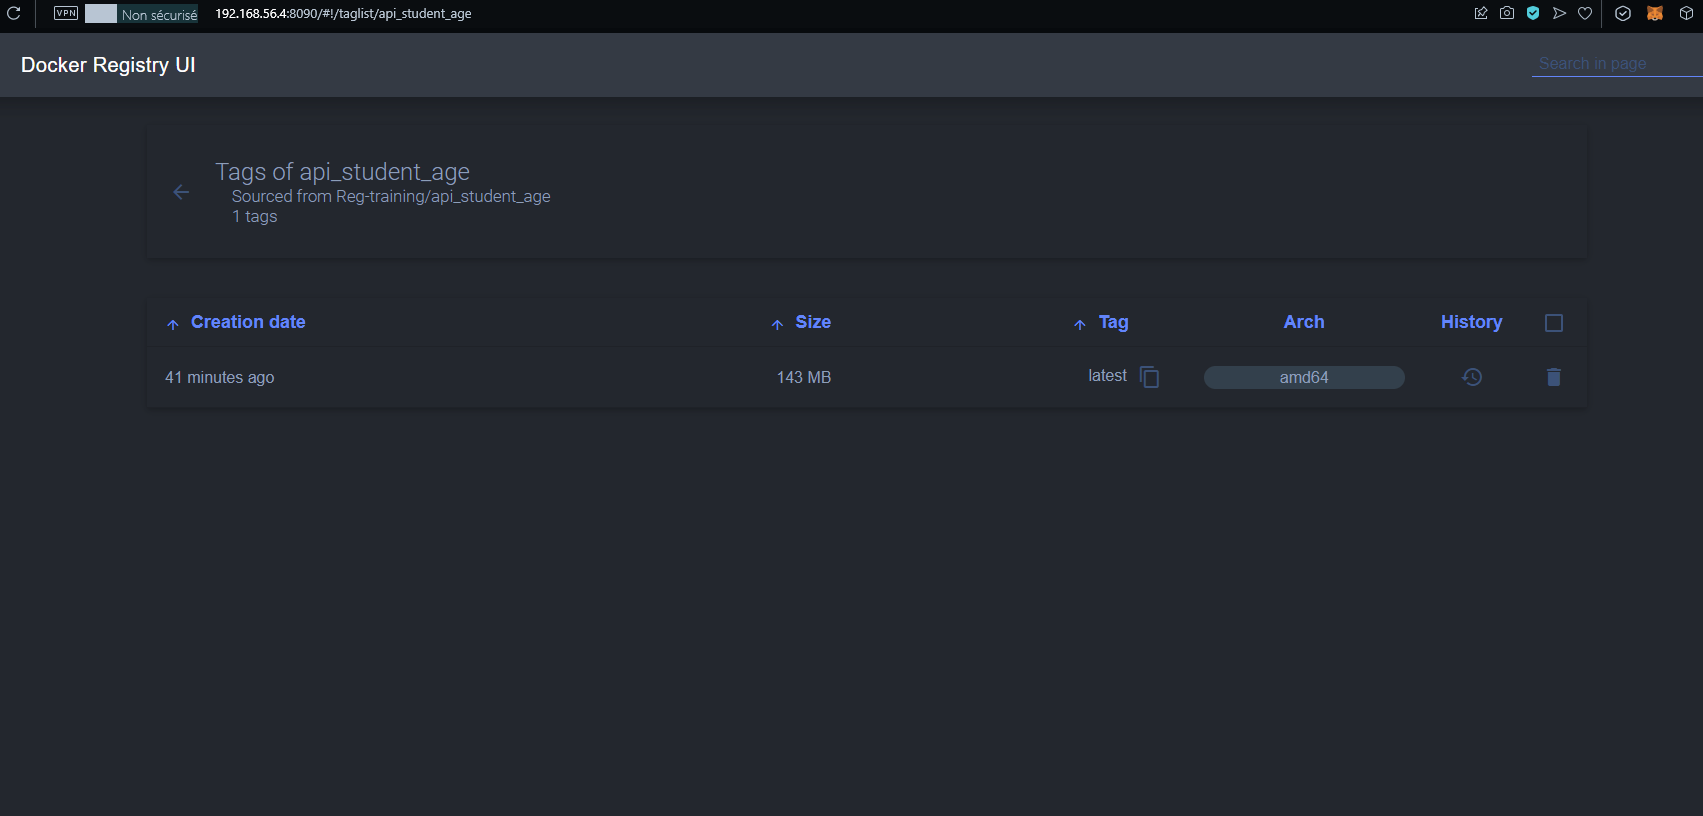 VPN Non sécurisé 192.168.56.4:8090/#!/taglist/api_student_age
Docker Registry UI
Search in page
Tags of api_student_age
Sourced from Reg-training/api_student_age
1 tags
Creation date Size Tag Arch History
41 minutes ago 143 MB latest amd64